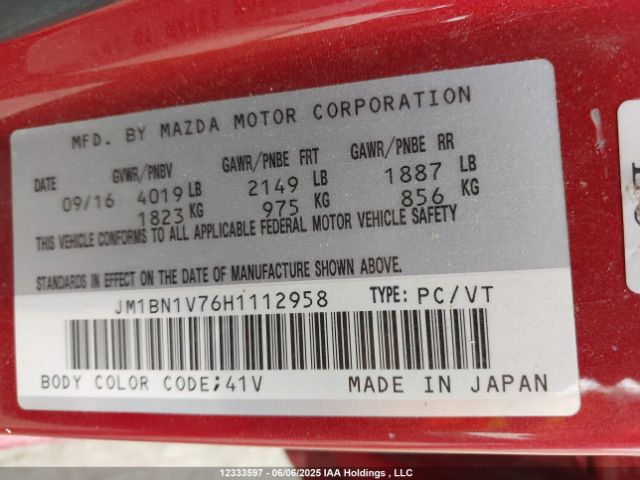 MFD. BY MAZDA MOTOR CORPORATION
DATE GVWR/PNBV GAWR/PNBE FRT GAWR/PNBE RR
09/16 4019 LB 2149 LB 1887 LB
1823 KG 975 KG 856 KG
THIS VEHICLE CONFORMS TO ALL APPLICABLE FEDERAL MOTOR VEHICLE SAFETY
STANDARDS IN EFFECT ON THE DATE OF MANUFACTURE SHOWN ABOVE.
JM1BN1V76H1112958 TYPE: PC/VT
BODY COLOR CODE;41V MADE IN JAPAN
12333597 - 06/06/2025 IAA Holdings , LLC